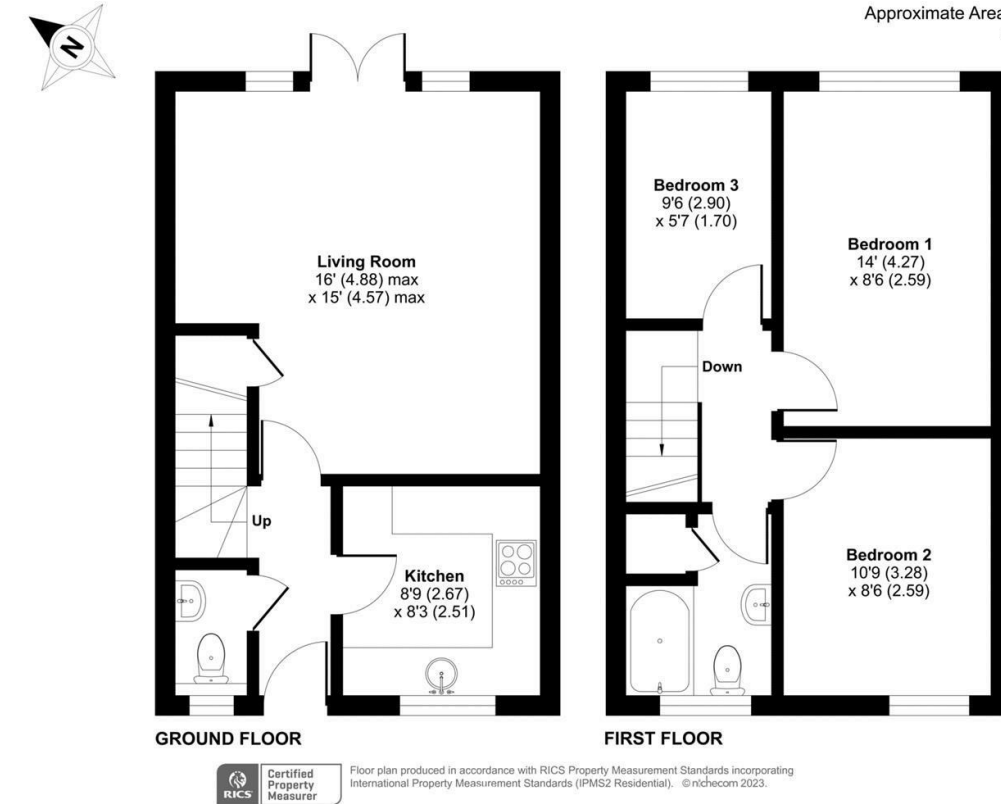 Approximate Area
N
Living Room
16' (4.88) max
x 15' (4.57) max
Up
Kitchen
8'9 (2.67)
x 8'3 (2.51)
GROUND FLOOR
Bedroom 3
9'6 (2.90)
x 5'7 (1.70)
Bedroom 1
14' (4.27)
x 8'6 (2.59)
Down
Bedroom 2
10'9 (3.28)
x 8'6 (2.59)
FIRST FLOOR
RICS
Certified
Property
Measurer
Floor plan produced in accordance with RICS Property Measurement Standards incorporating
International Property Measurement Standards (IPMS2 Residential). © nichecom 2023.